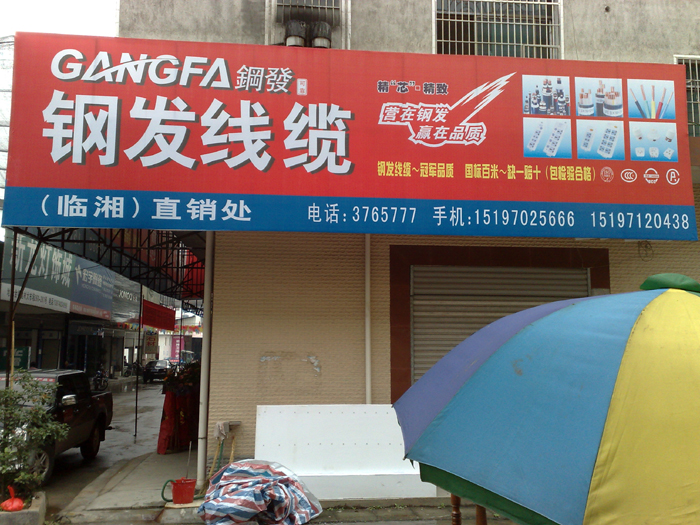 GANGFA 鋼發
钢发线缆
精"芯"·精致
营在钢发
赢在品质
钢发线缆~冠军品质 国标百米~缺一赔十(包检验合格)
(临湘)直销处
电话:3765777 手机:15197025666 15197120438